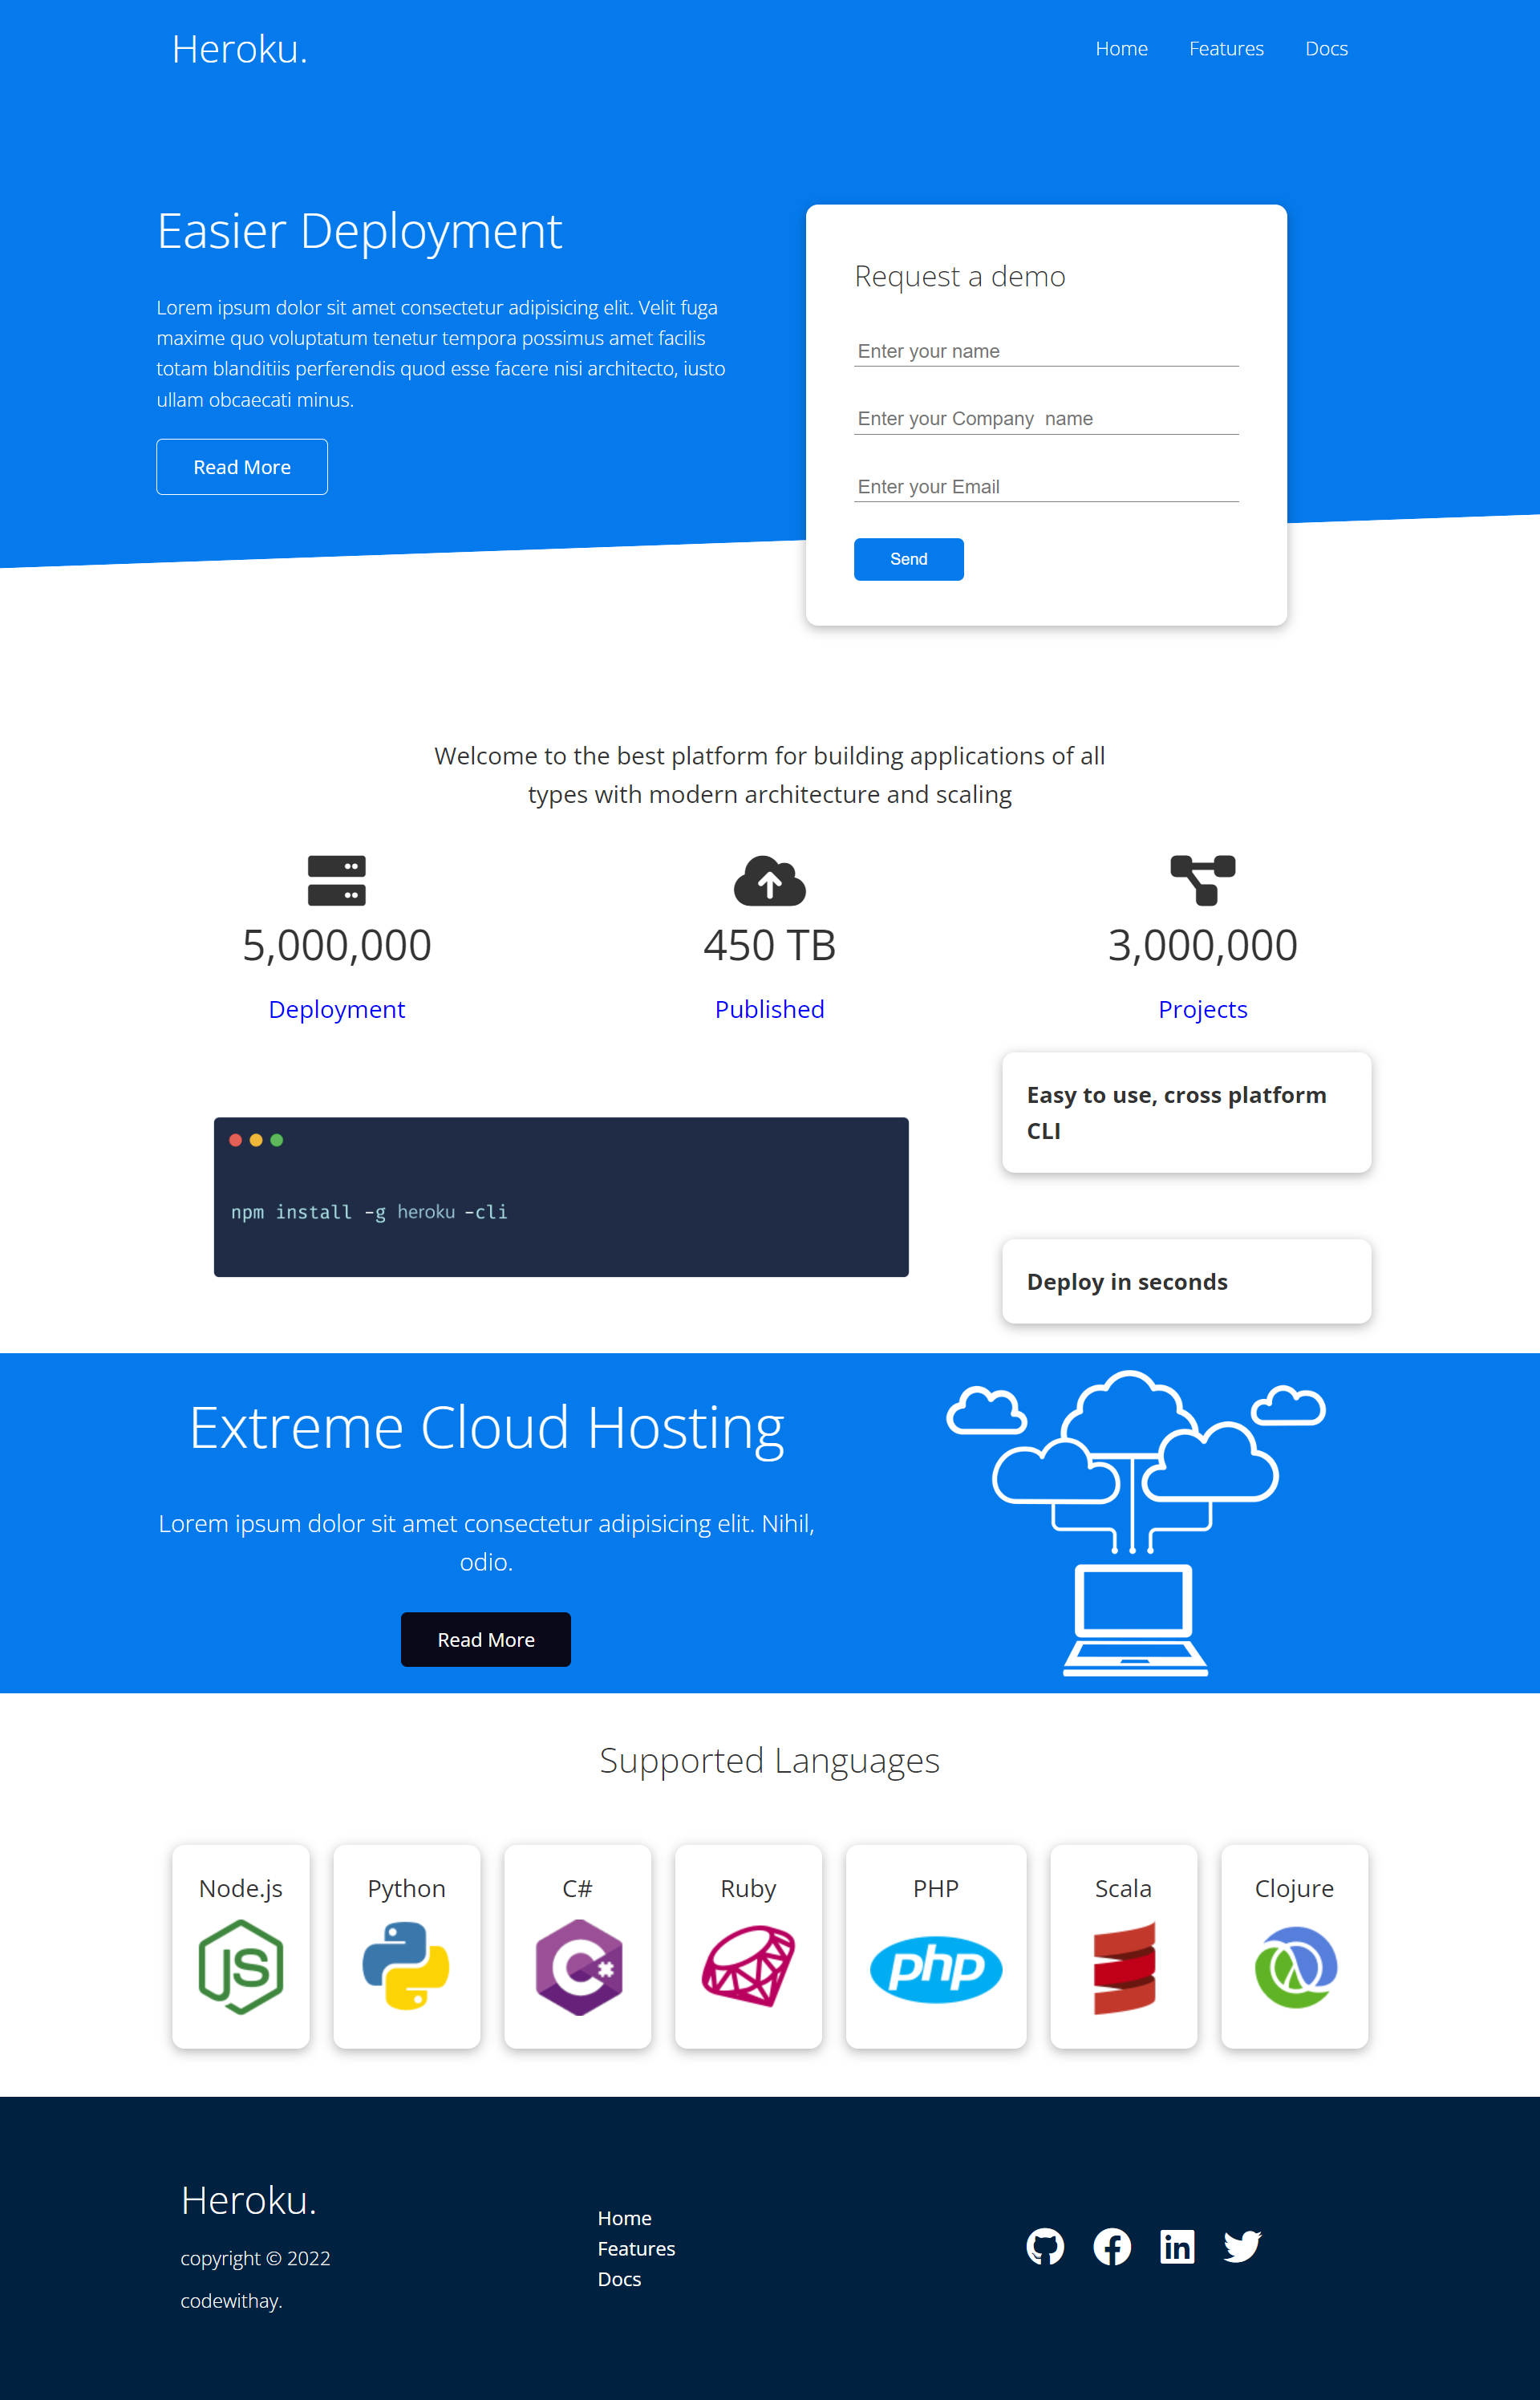 Heroku.
Home Features Docs
Easier Deployment
Lorem ipsum dolor sit amet consectetur adipisicing elit. Velit fuga
maxime quo voluptatum tenetur tempora possimus amet facilis
totam blanditiis perferendis quod esse facere nisi architecto, iusto
ullam obcaecati minus.
Read More
Request a demo
Enter your name
Enter your Company  name
Enter your Email
Send
Welcome to the best platform for building applications of all
types with modern architecture and scaling
5,000,000
Deployment
450 TB
Published
3,000,000
Projects
npm install -g heroku -cli
Easy to use, cross platform
CLI
Deploy in seconds
Extreme Cloud Hosting
Lorem ipsum dolor sit amet consectetur adipisicing elit. Nihil,
odio.
Read More
Supported Languages
Node.js
JS
Python
C#
C#
Ruby
PHP
php
Scala
Clojure
Heroku.
copyright © 2022
codewithay.
Home
Features
Docs
in